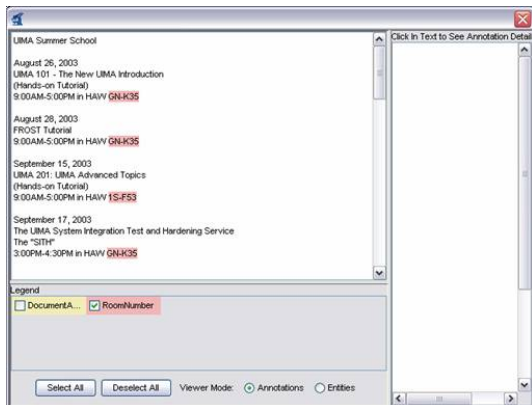 Click In Text to See Annotation Detail
UIMA Summer School
August 26, 2003
UIMA 101 - The New UIMA Introduction
(Hands-on Tutorial)
9:00AM-5:00PM in HAW GN-K35
August 28, 2003
FROST Tutorial
9:00AM-5:00PM in HAW GN-K35
September 15, 2003
UIMA 201: UIMA Advanced Topics
(Hands-on Tutorial)
9:00AM-5:00PM in HAW 1S-F53
September 17, 2003
The UIMA System Integration Test and Hardening Service
The "SITH"
3:00PM-4:30PM in HAW GN-K35
Legend
DocumentA... RoomNumber
Select All Deselect All Viewer Mode: Annotations Entities